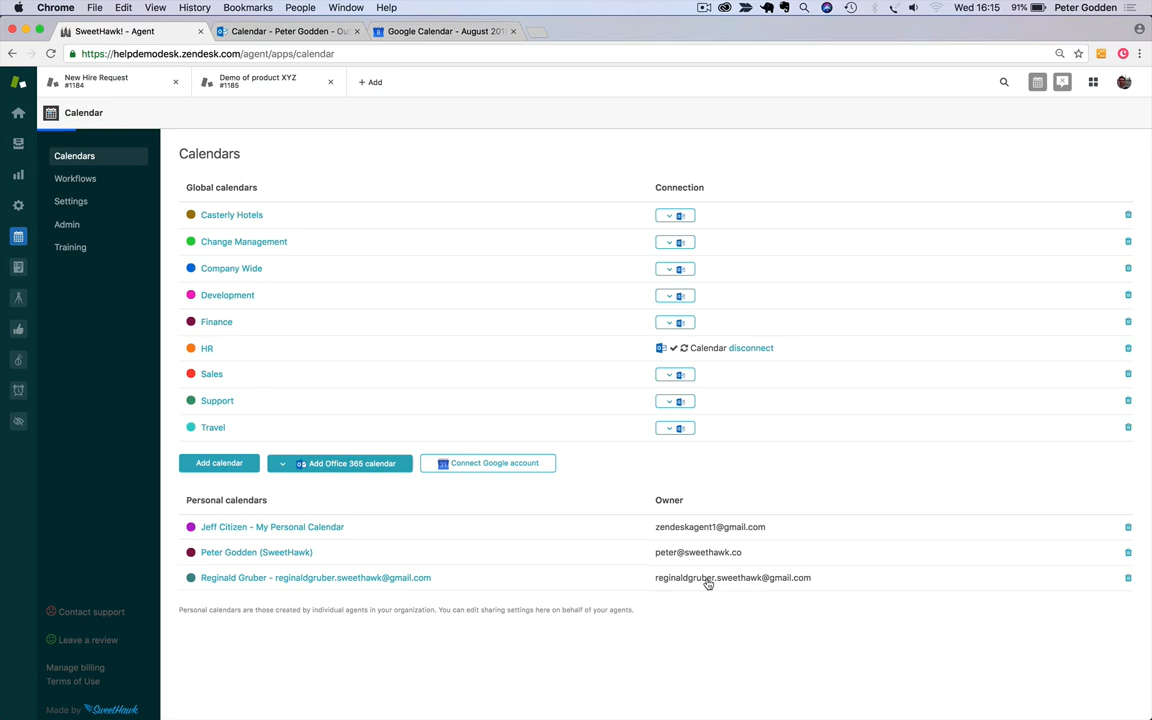 Chrome File Edit View History Bookmarks People Window Help Wed 16:15 91% Peter Godden
SweetHawk! - Agent Calendar - Peter Godden - Out Google Calendar - August 201
https://helpdemodesk.zendesk.com/agent/apps/calendar
New Hire Request
#1184
Demo of product XYZ
#1185
+ Add
Calendar
Calendars
Workflows
Settings
Admin
Training
Calendars
Global calendars Connection
Casterly Hotels
Change Management
Company Wide
Development
Finance
HR Calendar disconnect
Sales
Support
Travel
Add calendar Add Office 365 calendar Connect Google account
Personal calendars Owner
Jeff Citizen - My Personal Calendar zendeskagent1@gmail.com
Peter Godden (SweetHawk) peter@sweethawk.co
Reginald Gruber - reginaldgruber.sweethawk@gmail.com reginaldgruber.sweethawk@gmail.com
Personal calendars are those created by individual agents in your organization. You can edit sharing settings here on behalf of your agents.
Contact support
Leave a review
Manage billing
Terms of Use
Made by SweetHawk